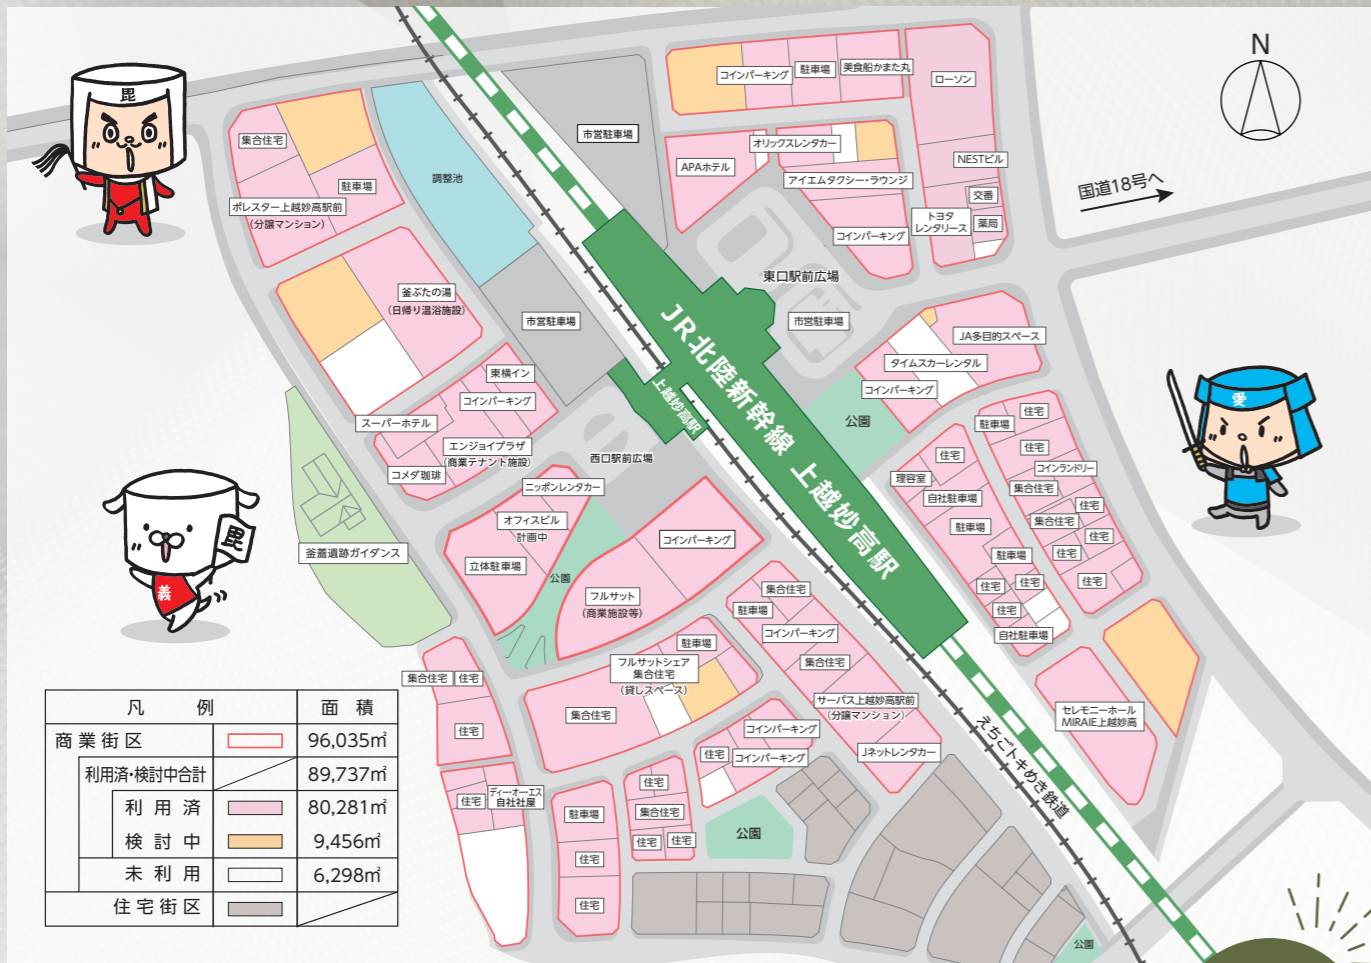 毘
N
国道18号へ
コインパーキング
駐車場
美食船かまた丸
ローソン
市営駐車場
オリックスレンタカー
APAホテル
アイエムタクシー・ラウンジ
NESTビル
交番
薬局
トヨタ
レンタリース
コインパーキング
集合住宅
駐車場
ポレスター上越妙高駅前
(分譲マンション)
調整池
東口駅前広場
市営駐車場
釜ぶたの湯
(日帰り温浴施設)
市営駐車場
JR北陸新幹線 上越妙高駅
上越妙高駅
JA多目的スペース
タイムスカーレンタル
コインパーキング
公園
愛
東横イン
コインパーキング
スーパーホテル
エンジョイプラザ
(商業テナント施設)
コメダ珈琲
西口駅前広場
ニッポンレンタカー
オフィスビル
計画中
立体駐車場
公園
コインパーキング
フルサット
(商業施設等)
釜蓋遺跡ガイダンス
毘
義
住宅
駐車場
住宅
コインランドリー
集合住宅
住宅
集合住宅
住宅
住宅
住宅
住宅
理容室
自社駐車場
駐車場
駐車場
住宅
住宅
住宅
自社駐車場
セレモニーホール
MIRAIE上越妙高
集合住宅
駐車場
コインパーキング
集合住宅
サーパス上越妙高駅前
(分譲マンション)
Jネットレンタカー
えちごトキめき鉄道
駐車場
フルサットシェア
集合住宅
(貸しスペース)
集合住宅
コインパーキング
住宅
コインパーキング
集合住宅
住宅
住宅
住宅
ディー・オー・エス
自社社屋
駐車場
住宅
住宅
住宅
集合住宅
住宅
住宅
公園
公園
凡 例
面 積
商業街区
96,035㎡
利用済・検討中合計
89,737㎡
利用済
80,281㎡
検討中
9,456㎡
未利用
6,298㎡
住宅街区